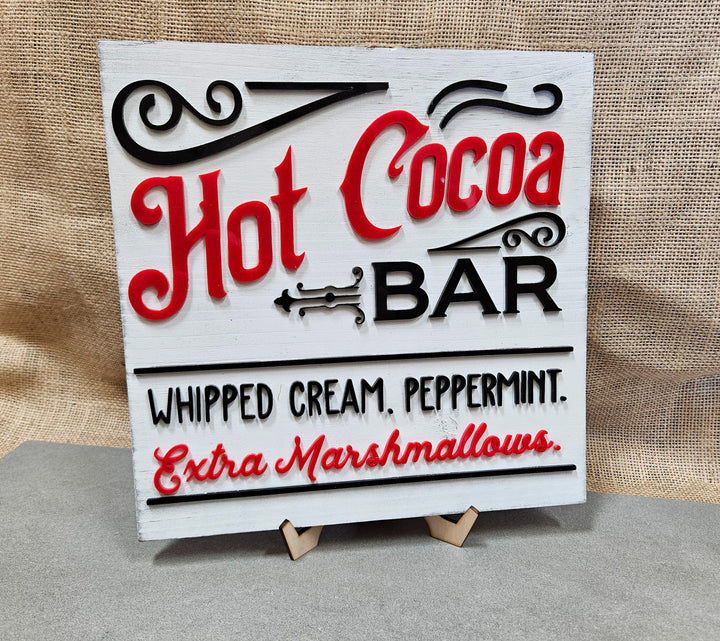 Hot Cocoa
BAR
WHIPPED CREAM. PEPPERMINT.
Extra Marshmallows.